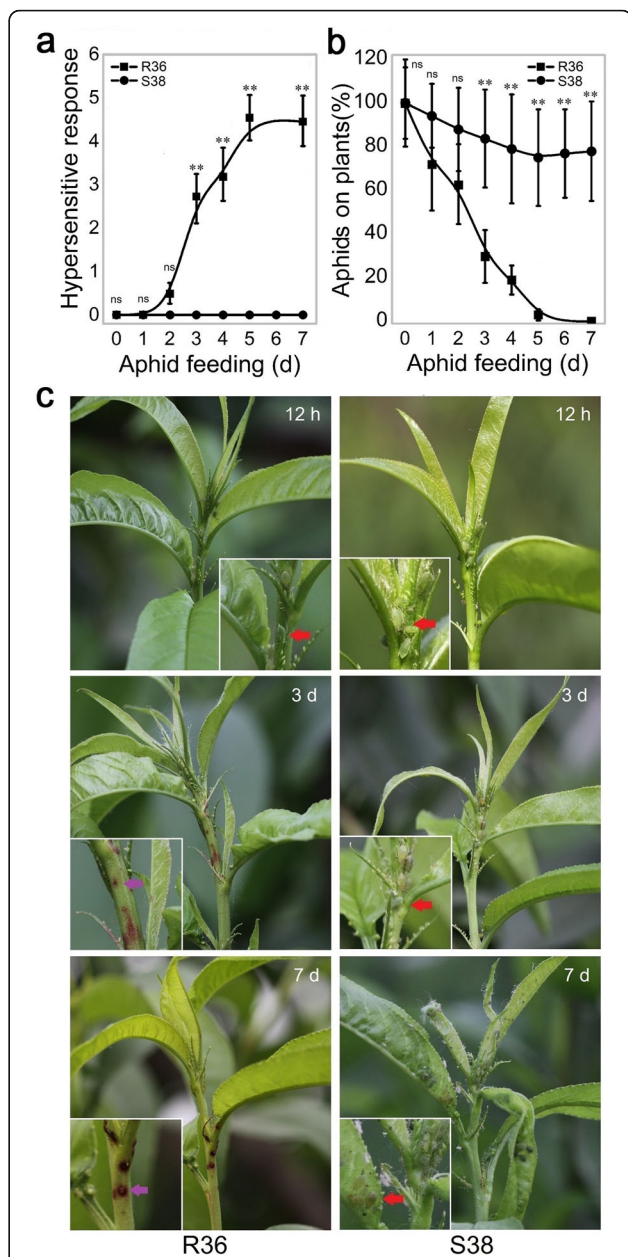 a
6
5
4
3
2
1
0
Hypersensitive response
R36
S38
ns
ns
ns
**
**
**
**
0 1 2 3 4 5 7
Aphid feeding (d)
b
120
100
80
60
40
20
0
Aphids on plants(%)
R36
S38
ns
ns
ns
**
**
**
**
**
0 1 2 3 4 5 6 7
Aphid feeding (d)
c
12 h
12 h
3 d
3 d
7 d
7 d
R36
S38